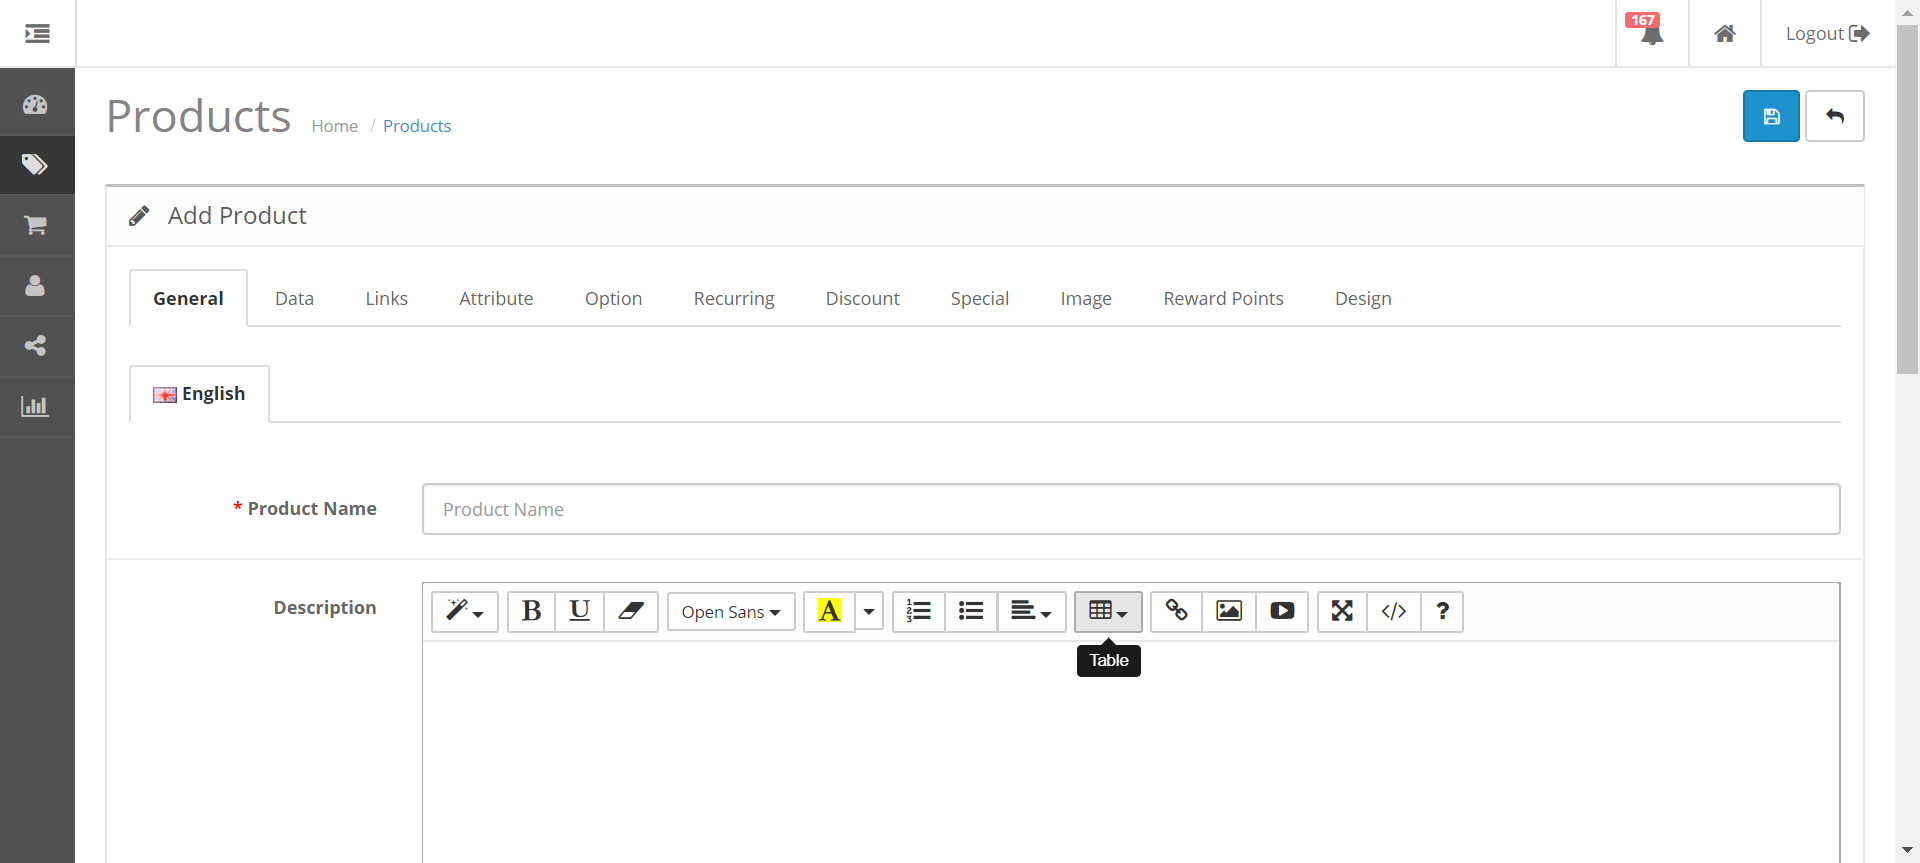 167
Logout
Products Home / Products
Add Product
General Data Links Attribute Option Recurring Discount Special Image Reward Points Design
English
* Product Name Product Name
Description B U Open Sans A </> ?
Table